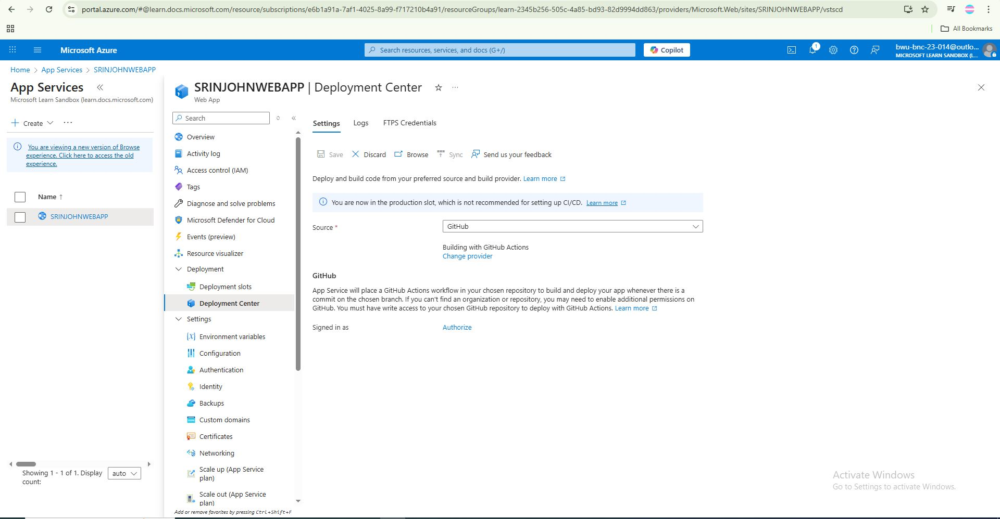 portal.azure.com/#@learn.docs.microsoft.com/resource/subscriptions/e6b1a91a-7af1-4025-8a99-f717210b4a91/resourceGroups/learn-2345b256-505c-4a85-bd93-82d9994dd863/providers/Microsoft.Web/sites/SRINJOHNWEBAPP/vstscd
All Bookmarks
Microsoft Azure
Search resources, services, and docs (G+/)
Copilot
1
bwu-bnc-23-014@outlo...
MICROSOFT LEARN SANDBOX (L...
Home > App Services > SRINJOHNWEBAPP
App Services
Microsoft Learn Sandbox (learn.docs.microsoft.com)
Create
You are viewing a new version of Browse
experience. Click here to access the old
experience.
Name ↑
SRINJOHNWEBAPP
Showing 1 - 1 of 1. Display
count:
auto
SRINJOHNWEBAPP | Deployment Center
Web App
Search
Overview
Activity log
Access control (IAM)
Tags
Diagnose and solve problems
Microsoft Defender for Cloud
Events (preview)
Resource visualizer
Deployment
Deployment slots
Deployment Center
Settings
Environment variables
Configuration
Authentication
Identity
Backups
Custom domains
Certificates
Networking
Scale up (App Service
plan)
Scale out (App Service
plan)
Add or remove favorites by pressing Ctrl+Shift+F
Settings Logs FTPS Credentials
Save Discard Browse Sync Send us your feedback
Deploy and build code from your preferred source and build provider. Learn more
You are now in the production slot, which is not recommended for setting up CI/CD. Learn more
Source * GitHub
Building with GitHub Actions
Change provider
GitHub
App Service will place a GitHub Actions workflow in your chosen repository to build and deploy your app whenever there is a
commit on the chosen branch. If you can't find an organization or repository, you may need to enable additional permissions on
GitHub. You must have write access to your chosen GitHub repository to deploy with GitHub Actions. Learn more
Signed in as Authorize
Activate Windows
Go to Settings to activate Windows.